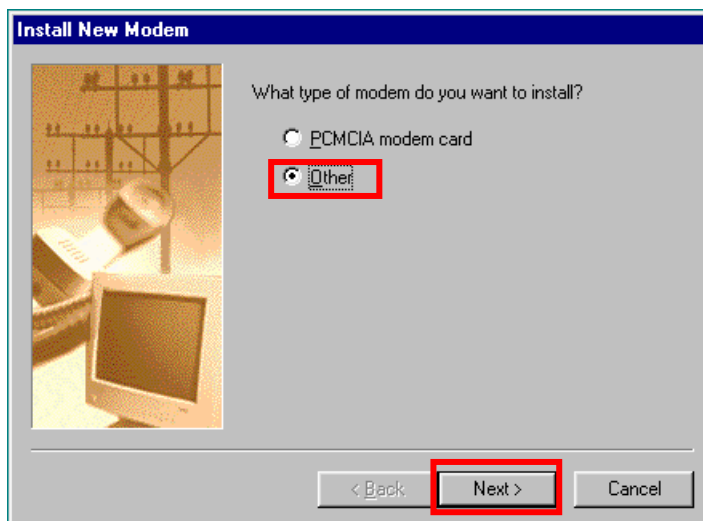 Install New Modem
What type of modem do you want to install?
PCMCIA modem card
Other
< Back
Next >
Cancel